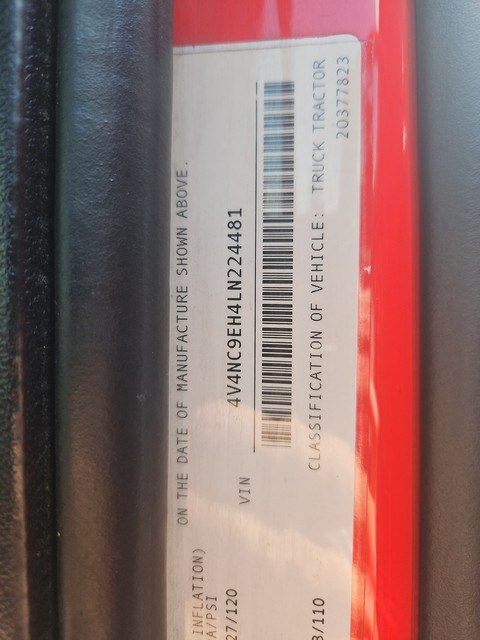 ON THE DATE OF MANUFACTURE SHOWN ABOVE.
INFLATION)
A/PSI
27/120
VIN 4V4NC9EH4LN224481
3/110
CLASSIFICATION OF VEHICLE: TRUCK TRACTOR
20377823